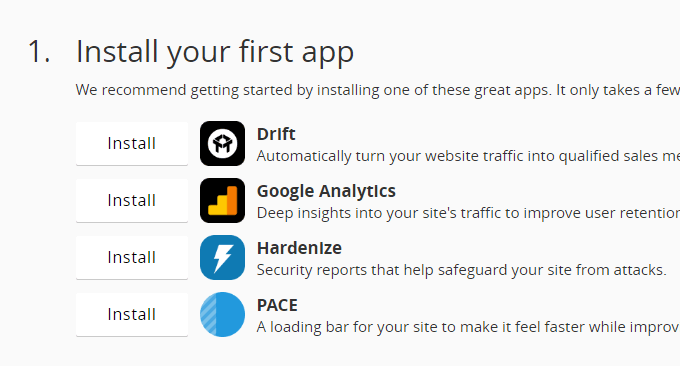 1. Install your first app
We recommend getting started by installing one of these great apps. It only takes a few
Install
Drift
Automatically turn your website traffic into qualified sales me
Install
Google Analytics
Deep insights into your site's traffic to improve user retention
Install
Hardenize
Security reports that help safeguard your site from attacks.
Install
PACE
A loading bar for your site to make it feel faster while improv